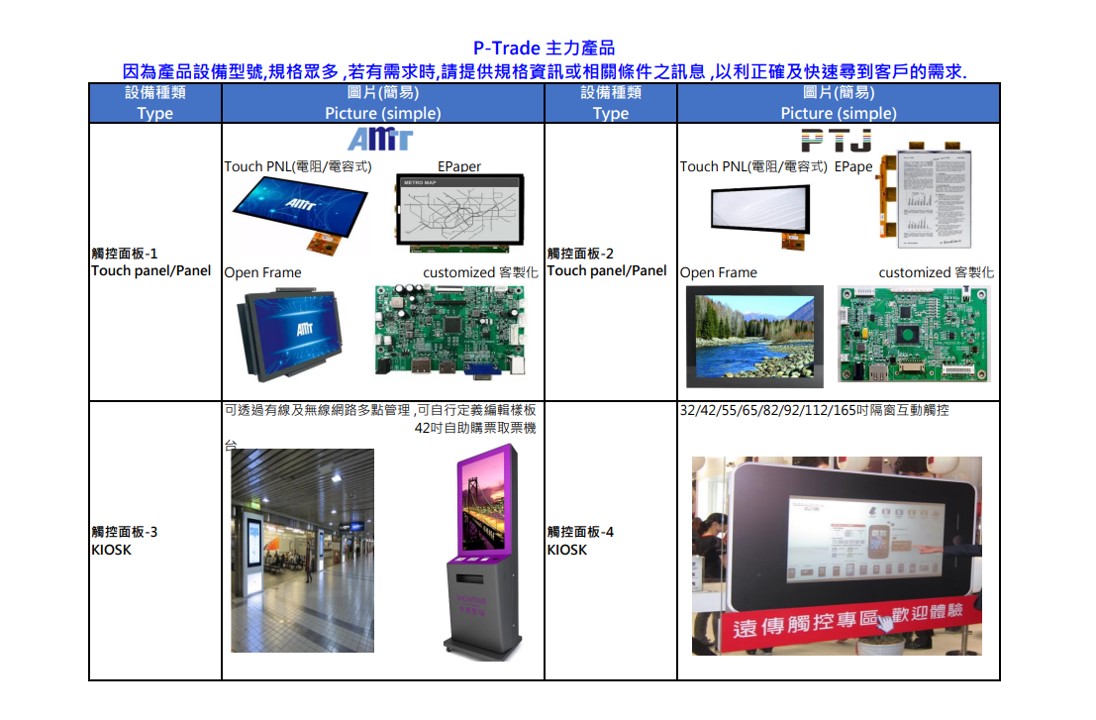 P-Trade 主力產品
因為產品設備型號,規格眾多 ,若有需求時,請提供規格資訊或相關條件之訊息 ,以利正確及快速尋到客戶的需求.
設備種類
Type
圖片(簡易)
Picture (simple)
設備種類
Type
圖片(簡易)
Picture (simple)
觸控面板-1
Touch panel/Panel
AMT
Touch PNL(電阻/電容式)
EPaper
AMT
METRO MAP
Open Frame
customized 客製化
AMT
觸控面板-2
Touch panel/Panel
PTJ
Touch PNL(電阻/電容式)
EPape
Open Frame
customized 客製化
觸控面板-3
KIOSK
可透過有線及無線網路多點管理 ,可自行定義編輯樣板
42吋自助購票取票機
台
觸控面板-4
KIOSK
32/42/55/65/82/92/112/165吋隔窗互動觸控
遠傳觸控專區 歡迎體驗